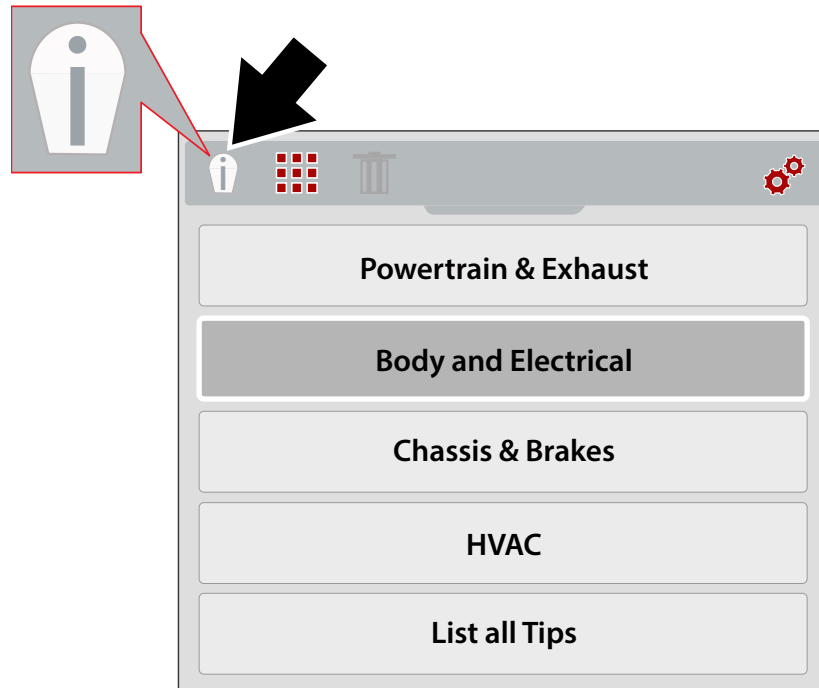 Powertrain & Exhaust
Body and Electrical
Chassis & Brakes
HVAC
List all Tips